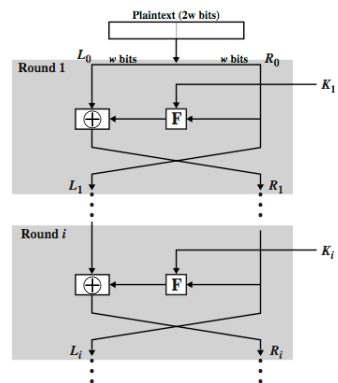 Plaintext (2w bits)
L0 w bits w bits R0
Round 1
K1
F
L1 R1
Round i
Ki
F
Li Ri